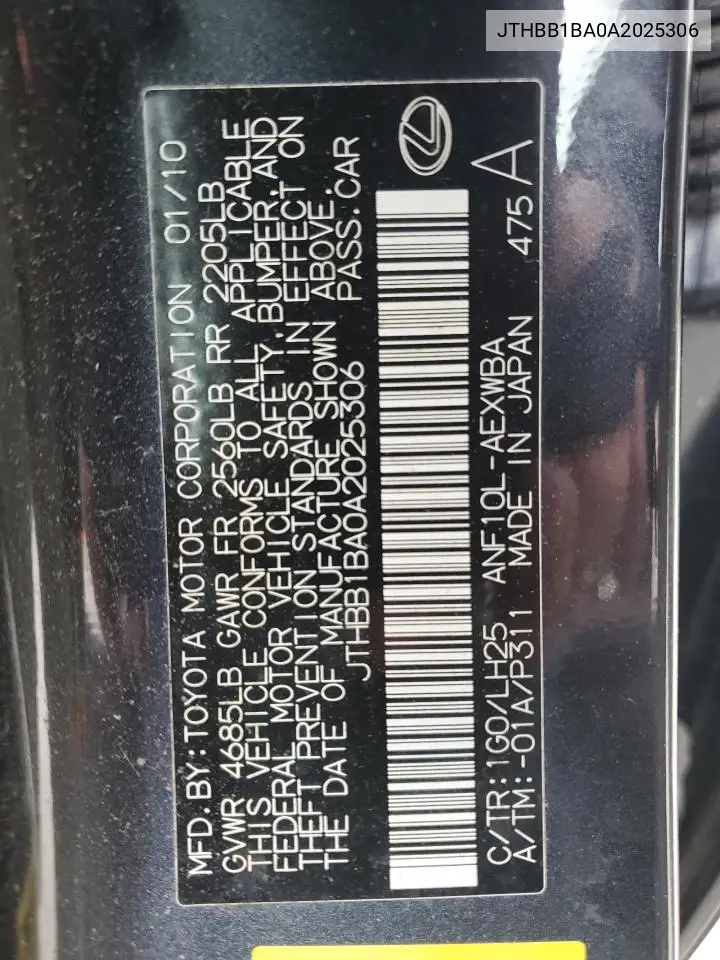 JTHBB1BA0A2025306
MFD.BY:TOYOTA MOTOR CORPORATION 01/10
GVWR 4685LB GAWR FR 2560LB RR 2205LB
THIS VEHICLE CONFORMS TO ALL APPLICABLE
FEDERAL MOTOR VEHICLE SAFETY,BUMPER,AND
THEFT PREVENTION STANDARDS IN EFFECT ON
THE DATE OF MANUFACTURE SHOWN ABOVE.
JTHBB1BA0A2025306 PASS.CAR
C/TR:1G0/LH25 ANF10L-AEXWBA
A/TM:-01A/P311 MADE IN JAPAN 475 A